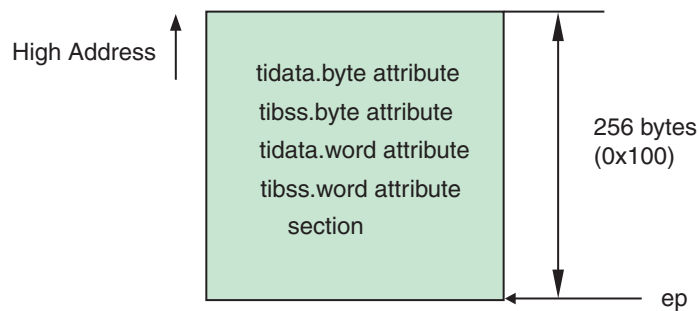 High Address
tidata.byte attribute
tibss.byte attribute
tidata.word attribute
tibss.word attribute
section
256 bytes
(0x100)
ep